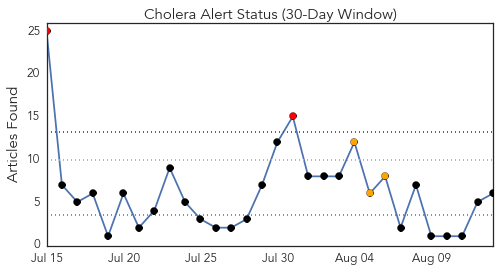 Cholera Alert Status (30-Day Window)
Articles Found
25
20
15
10
5
0
Jul 15 Jul 20 Jul 25 Jul 30 Aug 04 Aug 09